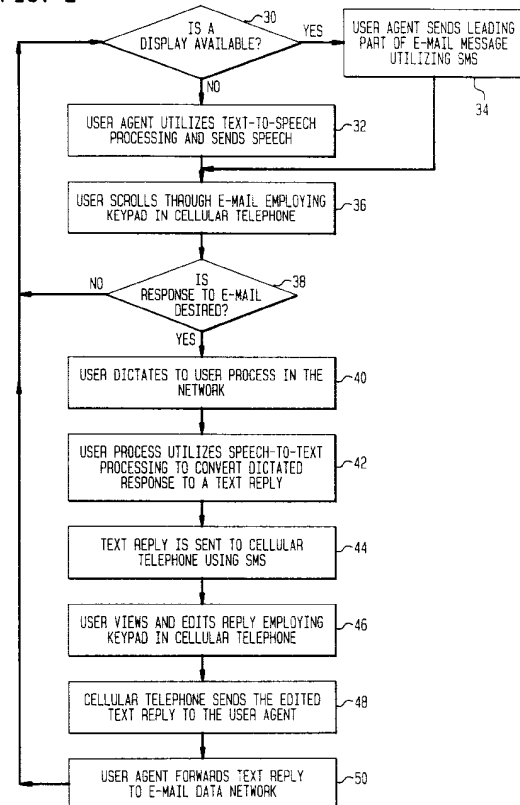 30
IS A
DISPLAY AVAILABLE?
YES
USER AGENT SENDS LEADING
PART OF E-MAIL MESSAGE
UTILIZING SMS
34
NO
USER AGENT UTILIZES TEXT-TO-SPEECH
PROCESSING AND SENDS SPEECH
32
USER SCROLLS THROUGH E-MAIL EMPLOYING
KEYPAD IN CELLULAR TELEPHONE
36
NO
IS
RESPONSE TO E-MAIL
DESIRED?
38
YES
USER DICTATES TO USER PROCESS IN THE
NETWORK
40
USER PROCESS UTILIZES SPEECH-TO-TEXT
PROCESSING TO CONVERT DICTATED
RESPONSE TO A TEXT REPLY
42
TEXT REPLY IS SENT TO CELLULAR
TELEPHONE USING SMS
44
USER VIEWS AND EDITS REPLY EMPLOYING
KEYPAD IN CELLULAR TELEPHONE
46
CELLULAR TELEPHONE SENDS THE EDITED
TEXT REPLY TO THE USER AGENT
48
USER AGENT FORWARDS TEXT REPLY
TO E-MAIL DATA NETWORK
50